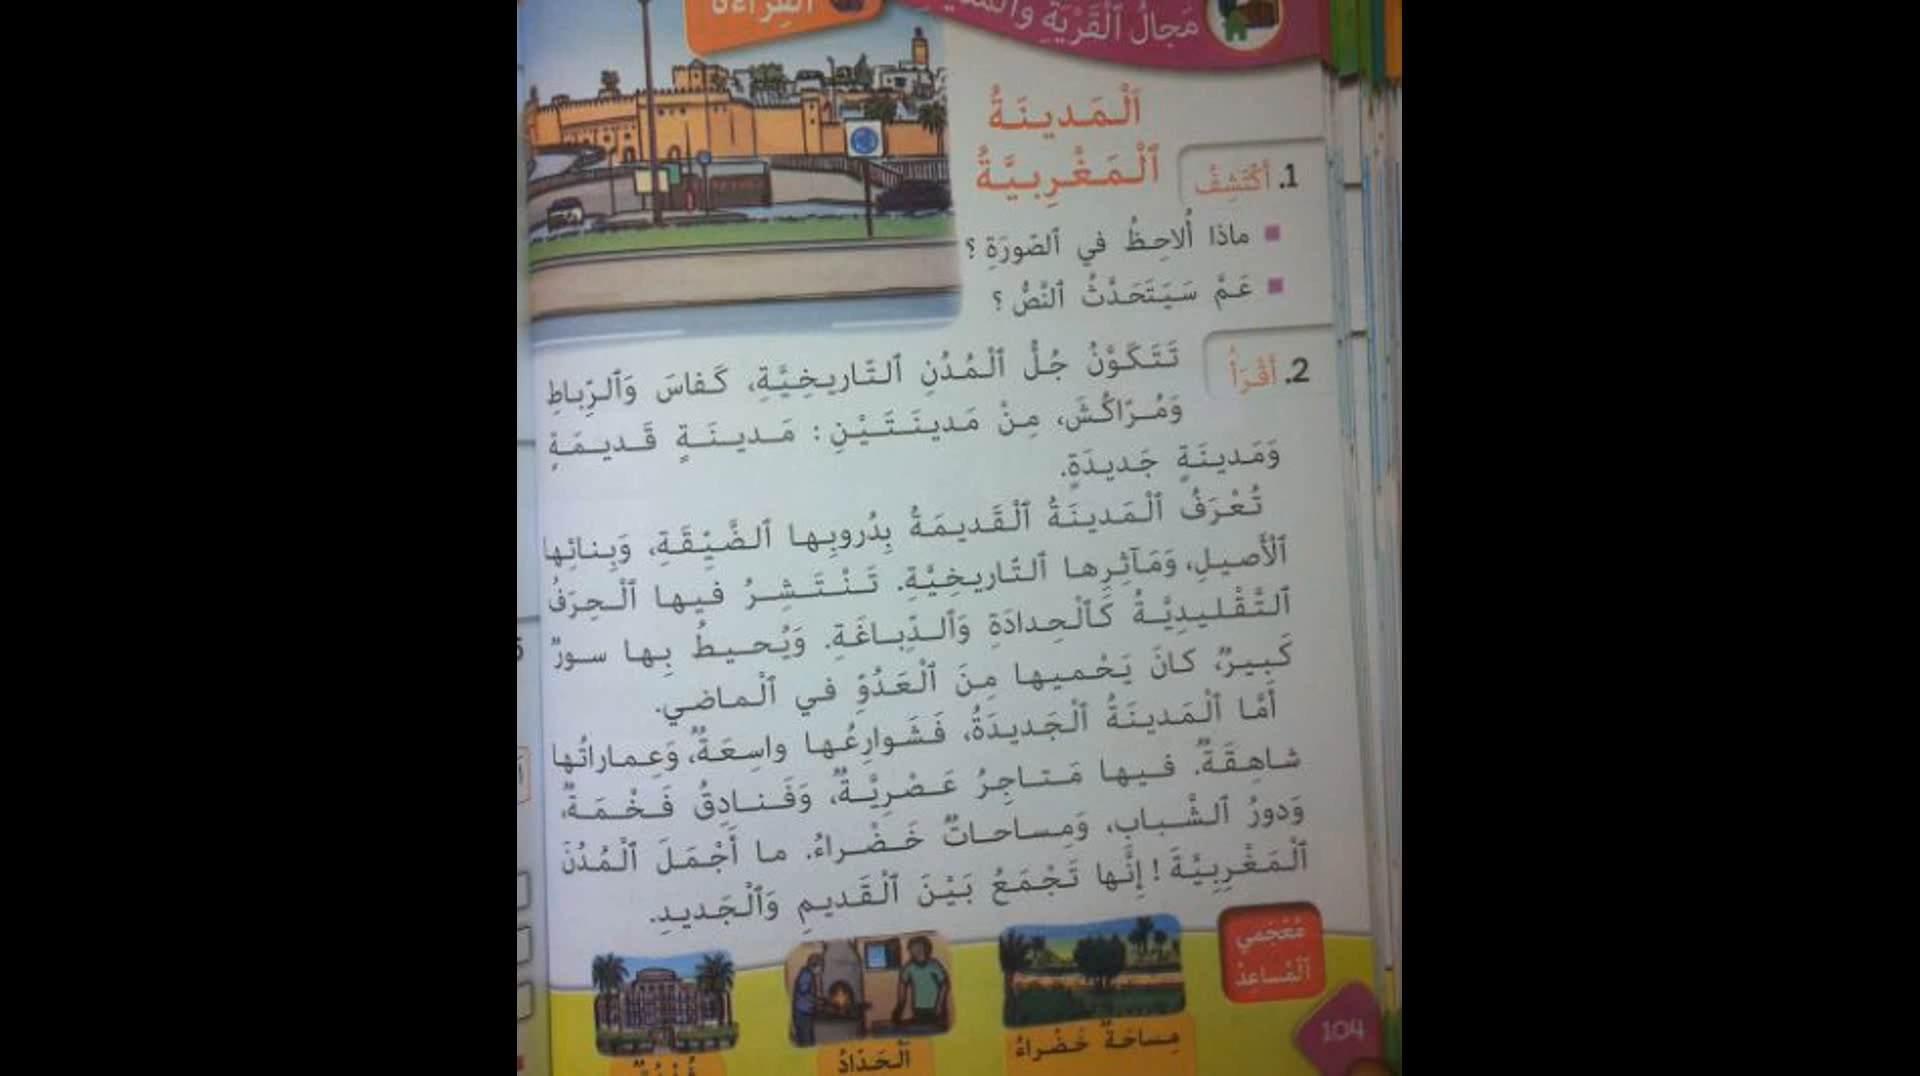 مَجالُ ٱلْقَرْيَةِ
ٱلْمَدينَةُ
ٱلْمَغْرِبِيَّةُ
1. أَكْتَشِفُ
ماذا أُلاحِظُ في ٱلصّورَةِ ؟
عَمَّ سَيَتَحَدَّثُ ٱلنَّصُّ ؟
2. أَقْرَأُ
تَتَكَوَّنُ جُلُّ ٱلْمُدُنِ ٱلتّاريخِيَّةِ، كَفاسَ وَٱلرِّباطِ
وَمُرّاكُشَ، مِنْ مَدينَتَيْنِ : مَدينَةٍ قَديمَةٍ
وَمَدينَةٍ جَديدَةٍ.
تُعْرَفُ ٱلْمَدينَةُ ٱلْقَديمَةُ بِدُروبِها ٱلضَّيِّقَةِ، وَبِنائِها
ٱلْأَصيلِ، وَمَآثِرِها ٱلتّاريخِيَّةِ. تَنْتَشِرُ فيها ٱلْحِرَفُ
ٱلتَّقْليدِيَّةُ كَٱلْحِدادَةِ وَٱلدِّباغَةِ. وَيُحيطُ بِها سورٌ
كَبيرٌ، كانَ يَحْميها مِنَ ٱلْعَدُوِّ في ٱلْماضي.
أَمَّا ٱلْمَدينَةُ ٱلْجَديدَةُ، فَشَوارِعُها واسِعَةٌ، وَعِماراتُها
شاهِقَةٌ. فيها مَتاجِرُ عَصْرِيَّةٌ، وَفَنادِقُ فَخْمَةٌ،
وَدورُ ٱلشَّبابِ، وَمِساحاتٌ خَضْراءُ. ما أَجْمَلَ ٱلْمُدُنَ
ٱلْمَغْرِبِيَّةَ ! إِنَّها تَجْمَعُ بَيْنَ ٱلْقَديمِ وَٱلْجَديدِ.
مُعْجَمي
ٱلْمُساعِدُ
مِساحَةٌ خَضْراءُ
ٱلْحَدّادُ
104